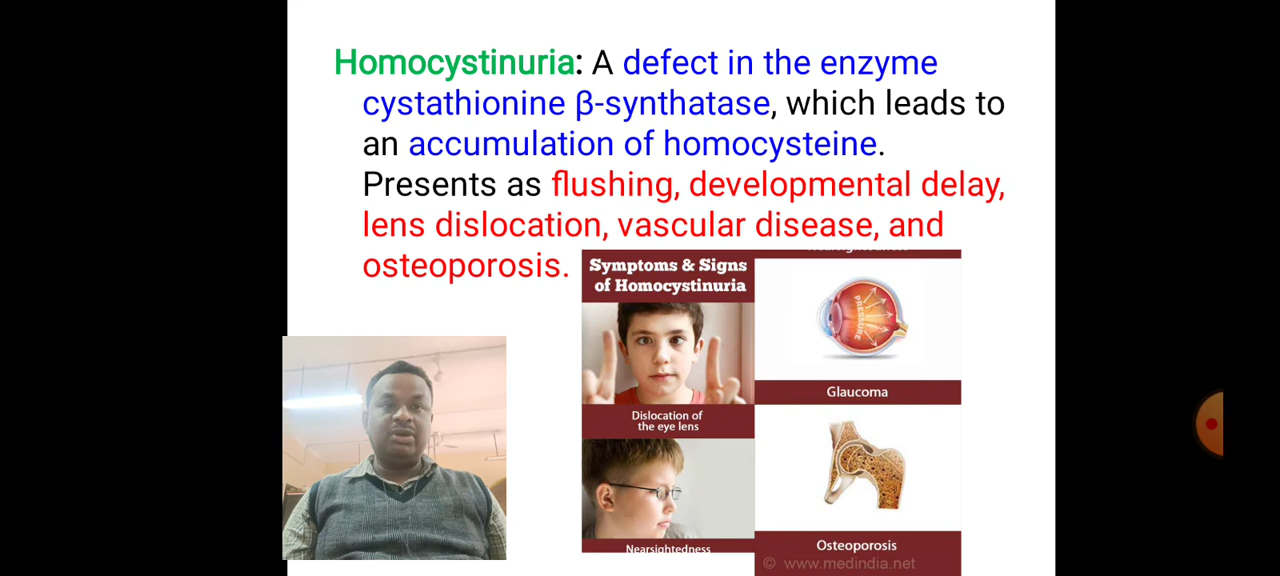 Homocystinuria: A defect in the enzyme
cystathionine β-synthatase, which leads to
an accumulation of homocysteine.
Presents as flushing, developmental delay,
lens dislocation, vascular disease, and
osteoporosis.
Symptoms & Signs
of Homocystinuria
Dislocation of
the eye lens
Nearsightedness
Nearsightedness
PRESSURE
Glaucoma
Osteoporosis
© www.medindia.net